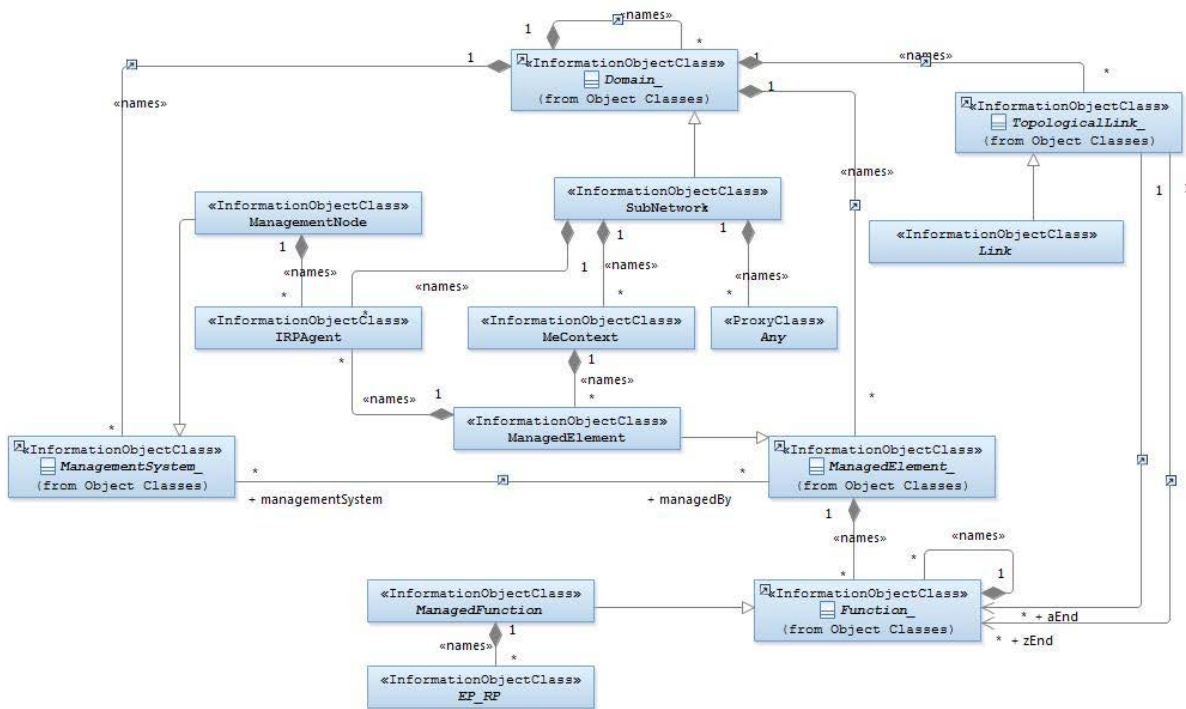 «names»
1
*
1
1
«InformationObjectClass»
Domain_
(from Object Classes)
«names»
*
1
«names»
«InformationObjectClass»
TopologicalLink_
(from Object Classes)
«names»
1
«InformationObjectClass»
SubNetwork
«InformationObjectClass»
ManagementNode
«InformationObjectClass»
Link
1
«names»
*
1
«names»
*
1
«names»
*
1
«names»
*
«InformationObjectClass»
IRPAgent
«InformationObjectClass»
MeContext
«ProxyClass»
Any
*
1
«names»
*
«names»
1
*
«InformationObjectClass»
ManagedElement
*
«InformationObjectClass»
ManagementSystem_
(from Object Classes)
«InformationObjectClass»
ManagedElement_
(from Object Classes)
*
+ managementSystem
*
+ managedBy
1
«names»
*
«names»
*
1
«InformationObjectClass»
ManagedFunction
«InformationObjectClass»
Function_
(from Object Classes)
* + aEnd
* + zEnd
1
«names»
*
«InformationObjectClass»
EP_RP